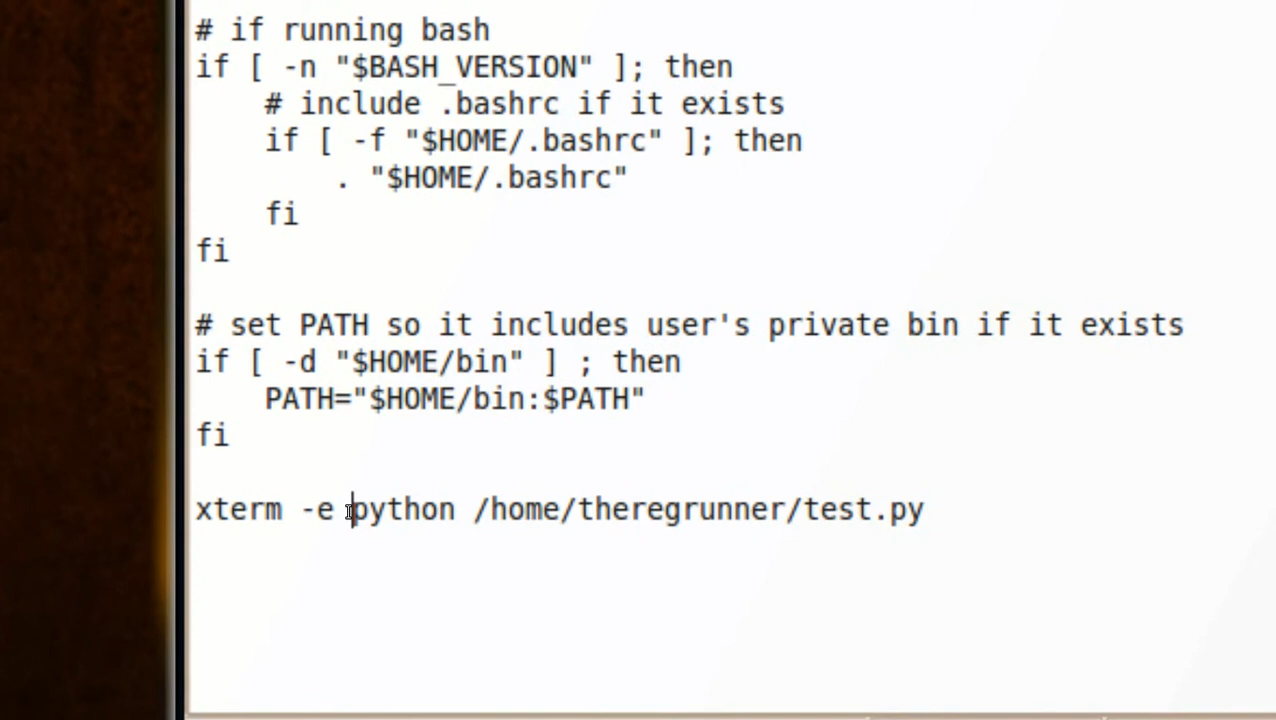 # if running bash
if [ -n "$BASH_VERSION" ]; then
    # include .bashrc if it exists
    if [ -f "$HOME/.bashrc" ]; then
        . "$HOME/.bashrc"
    fi
fi

# set PATH so it includes user's private bin if it exists
if [ -d "$HOME/bin" ] ; then
    PATH="$HOME/bin:$PATH"
fi

xterm -e python /home/theregrunner/test.py